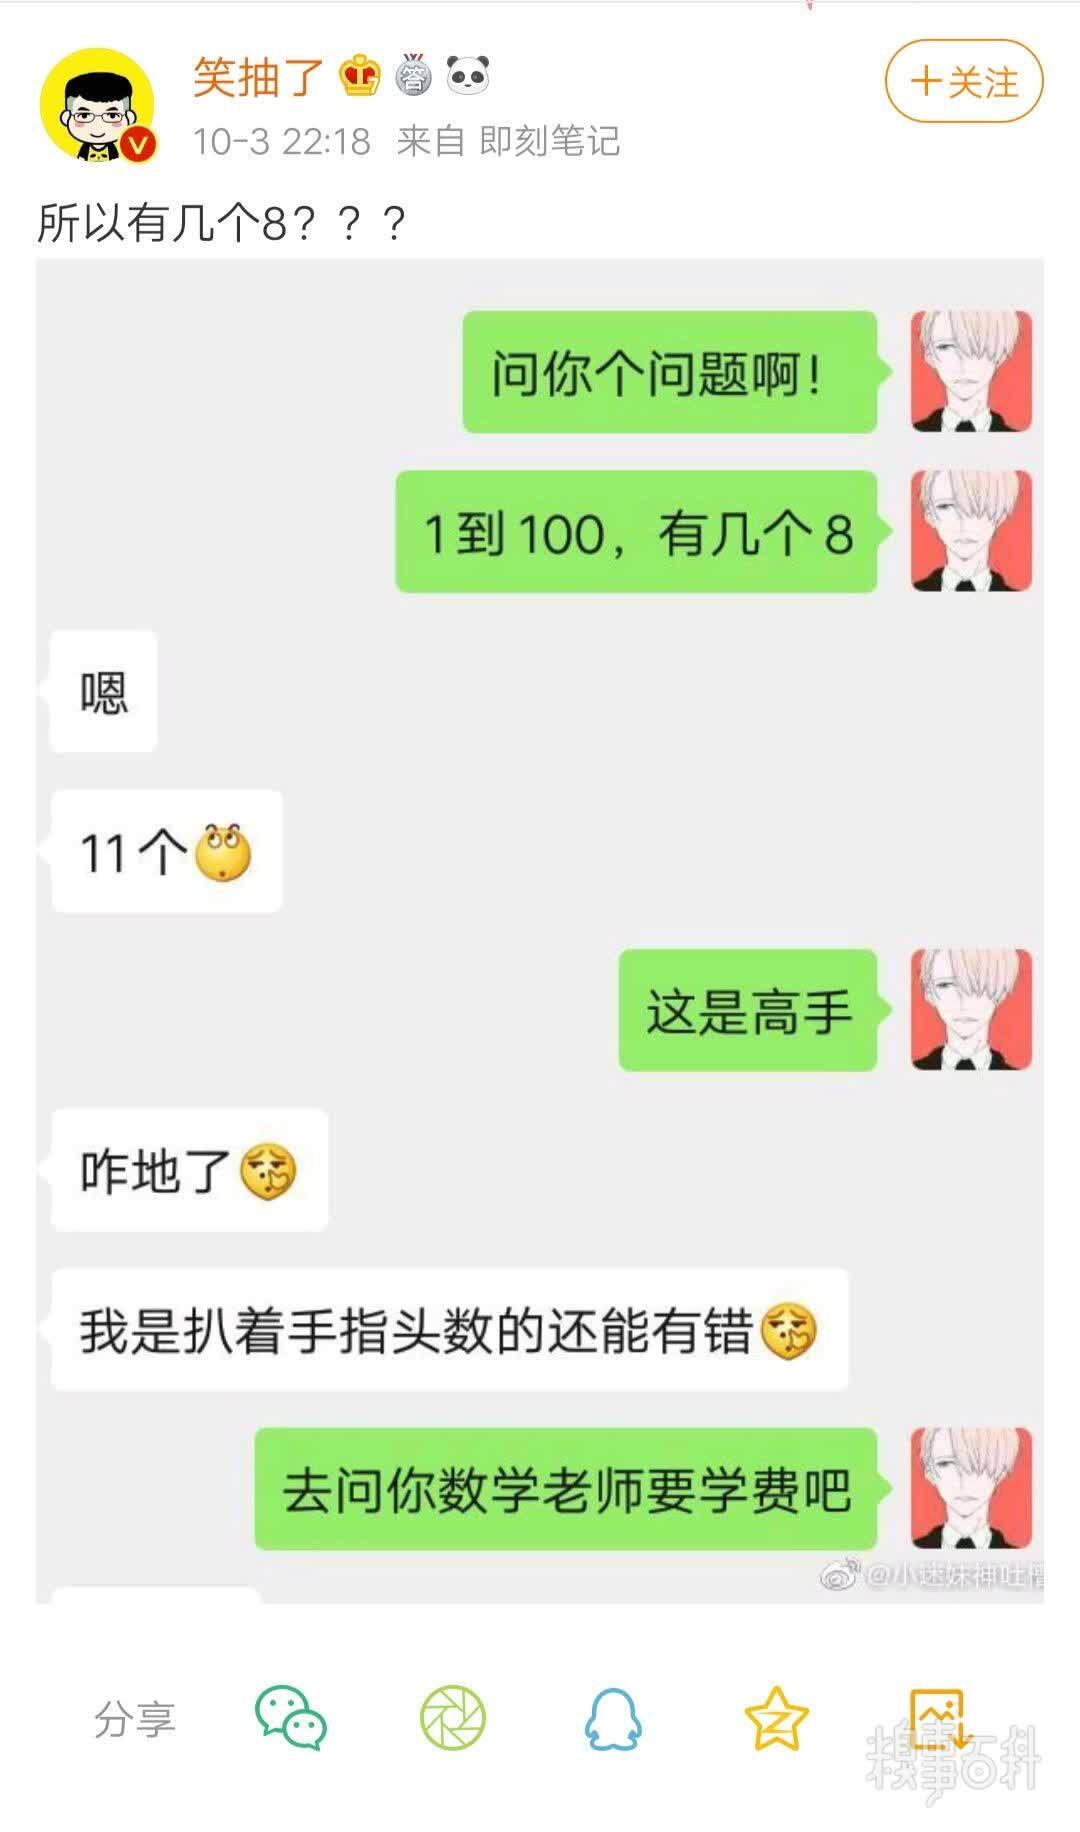 笑抽了
答
V
10-3 22:18 来自 即刻笔记
+关注
所以有几个8？？？
问你个问题啊！
1到100，有几个8
嗯
11个
这是高手
咋地了
我是扒着手指头数的还能有错
去问你数学老师要学费吧
@小迷妹神吐槽
分享
糗事百科